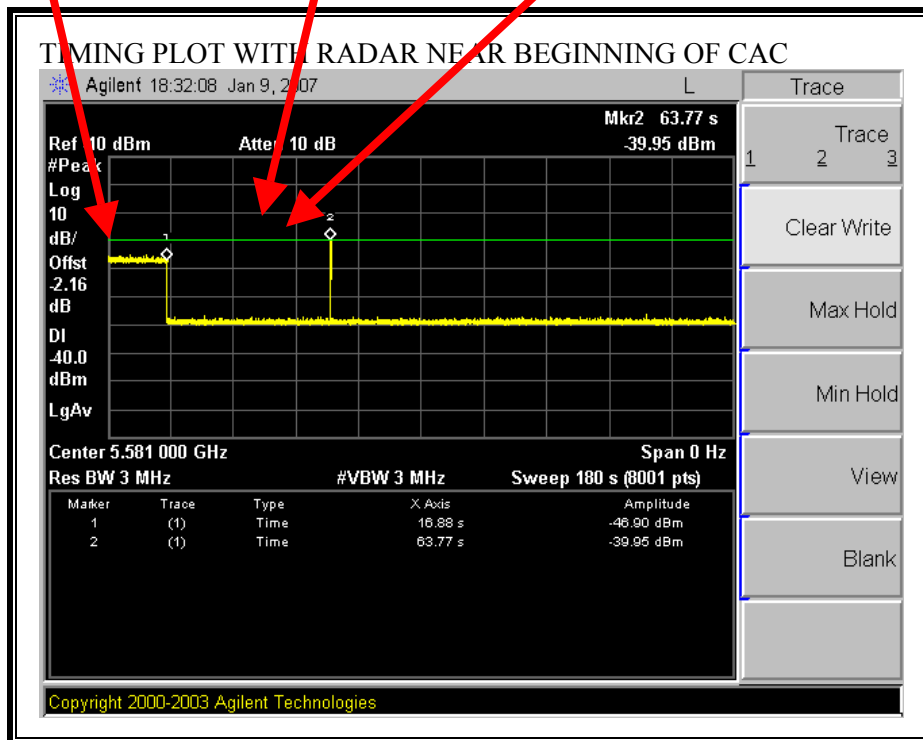 TIMING PLOT WITH RADAR NEAR BEGINNING OF CAC
Agilent 18:32:08 Jan 9, 2007 L
Trace
Mkr2 63.77 s
Ref 10 dBm Atten 10 dB -39.95 dBm
#Peak
Log
10
dB/
Offst
-2.16
dB
DI
-40.0
dBm
LgAv
1
2
Center 5.581 000 GHz Span 0 Hz
Res BW 3 MHz #VBW 3 MHz Sweep 180 s (8001 pts)
Marker Trace Type X Axis Amplitude
1 (1) Time 16.88 s -46.90 dBm
2 (1) Time 63.77 s -39.95 dBm
Copyright 2000-2003 Agilent Technologies
Trace
1 2 3
Clear Write
Max Hold
Min Hold
View
Blank